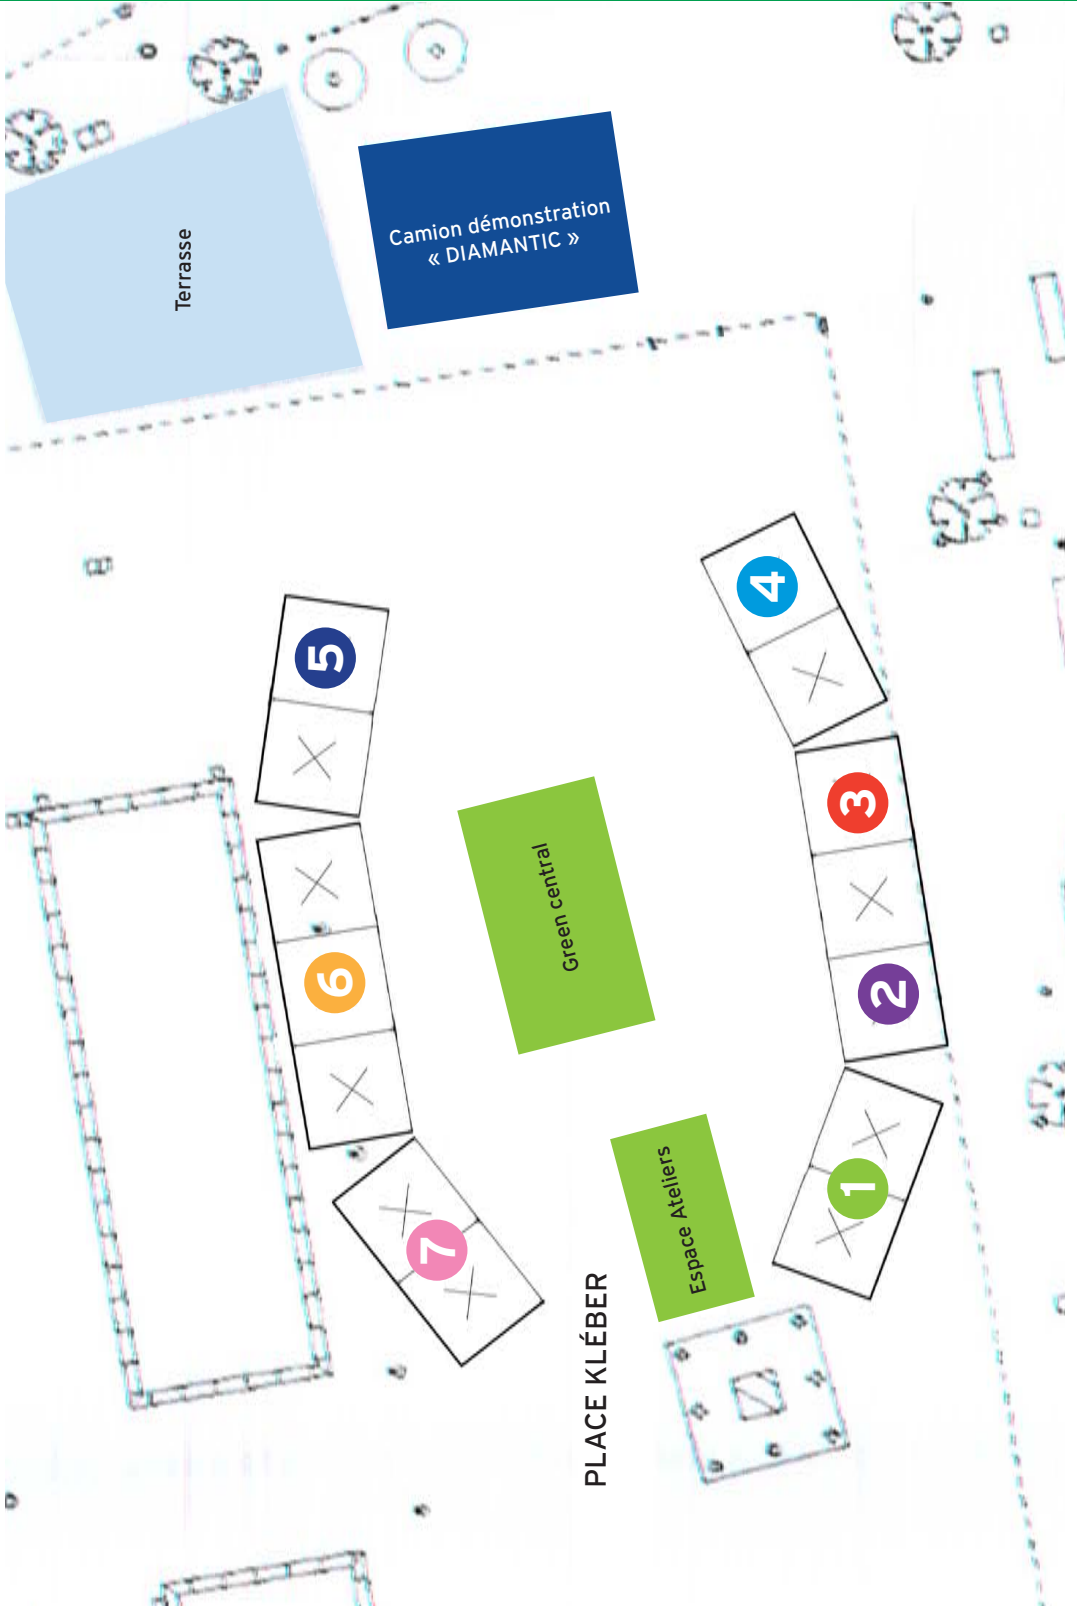 Terrasse
Camion démonstration
« DIAMANTIC »
5
4
3
6
Green central
2
1
7
Espace Ateliers
PLACE KLÉBER